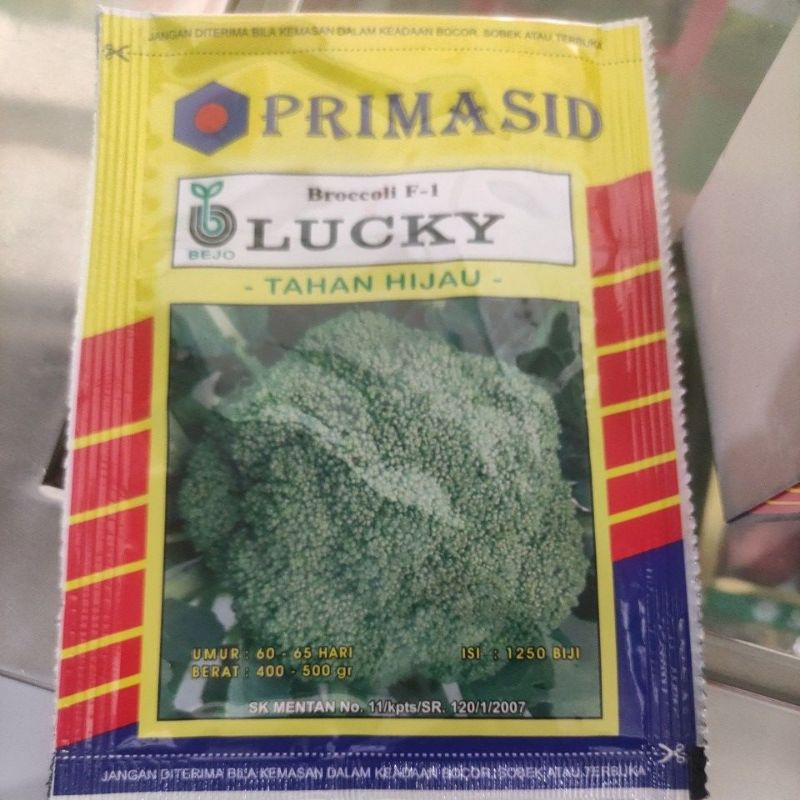 JANGAN DITERIMA BILA KEMASAN DALAM KEADAAN BOCOR, SOBEK ATAU TERBUKA
PRIMASID
Broccoli F-1
BEJO
LUCKY
- TAHAN HIJAU -
UMUR : 60 - 65 HARI
ISI : 1250 BIJI
BERAT : 400 - 500 gr
SK MENTAN No. 11/kpts/SR. 120/1/2007
JANGAN DITERIMA BILA KEMASAN DALAM KEADAAN BOCOR, SOBEK ATAU TERBUKA